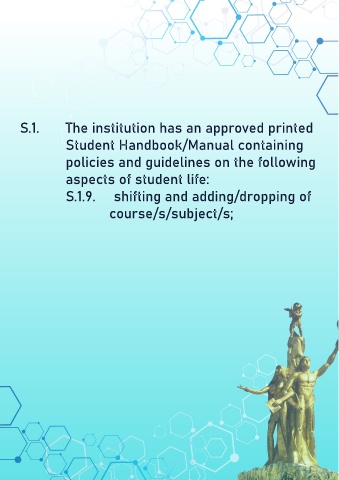 S.1. The institution has an approved printed
Student Handbook/Manual containing
policies and guidelines on the following
aspects of student life:
S.1.9. shifting and adding/dropping of
course/s/subject/s;